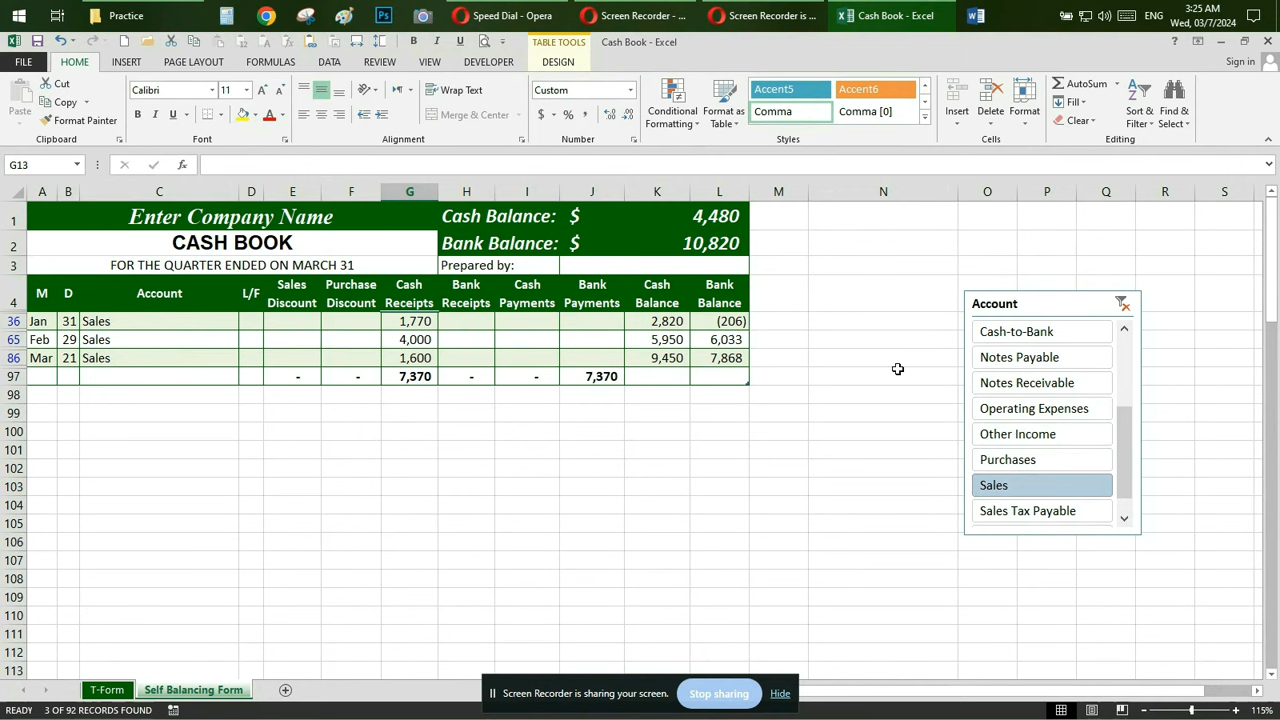 Practice
Speed Dial - Opera
Screen Recorder - ...
Screen Recorder is ...
Cash Book - Excel
ENG
3:25 AM
Wed, 03/7/2024
TABLE TOOLS
Cash Book - Excel
FILE HOME INSERT PAGE LAYOUT FORMULAS DATA REVIEW VIEW DEVELOPER DESIGN Sign in
Paste
Cut
Copy
Format Painter
Clipboard
Calibri 11
B I U
Font
Wrap Text
Merge & Center
Alignment
Custom
$ % ,
Number
Conditional Formatting
Format as Table
Accent5 Accent6
Comma Comma [0]
Styles
Insert Delete Format
Cells
AutoSum
Fill
Clear
Sort & Filter
Find & Select
Editing
G13
fx
A B C D E F G H I J K L M N O P Q R S
1 Enter Company Name Cash Balance: $ 4,480
2 CASH BOOK Bank Balance: $ 10,820
3 FOR THE QUARTER ENDED ON MARCH 31 Prepared by:
4 M D Account L/F Sales Discount Purchase Discount Cash Receipts Bank Receipts Cash Payments Bank Payments Cash Balance Bank Balance
36 Jan 31 Sales 1,770 2,820 (206)
65 Feb 29 Sales 4,000 5,950 6,033
86 Mar 21 Sales 1,600 9,450 7,868
97 - - 7,370 - - 7,370
98
99
100
101
102
103
104
105
106
107
108
109
110
111
112
113
Account
Cash-to-Bank
Notes Payable
Notes Receivable
Operating Expenses
Other Income
Purchases
Sales
Sales Tax Payable
T-Form Self Balancing Form
Screen Recorder is sharing your screen. Stop sharing Hide
READY 3 OF 92 RECORDS FOUND 115%